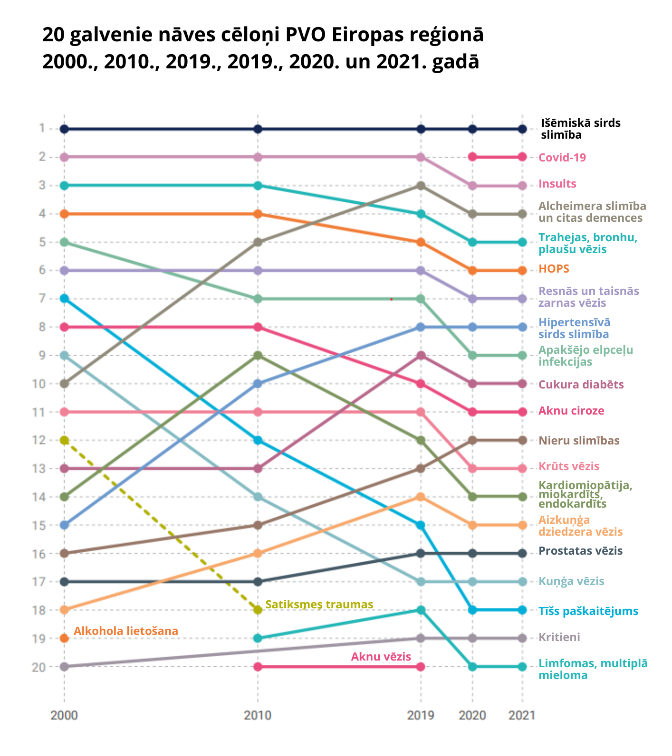 20 galvenie nāves cēloņi PVO Eiropas reģionā
2000., 2010., 2019., 2019., 2020. un 2021. gadā
1
2
3
4
5
6
7
8
9
10
11
12
13
14
15
16
17
18
19
20
Išēmiskā sirds
slimība
Covid-19
Insults
Alcheimera slimība
un citas demences
Trahejas, bronhu,
plaušu vēzis
HOPS
Resnās un taisnās
zarnas vēzis
Hipertensīvā
sirds slimība
Apakšējo elpceļu
infekcijas
Cukura diabēts
Aknu ciroze
Nieru slimības
Krūts vēzis
Kardiomiopātija,
miokardīts,
endokardīts
Aizkuņģa
dziedzera vēzis
Prostatas vēzis
Kuņģa vēzis
Tīšs paškaitējums
Kritieni
Limfomas, multiplā
mieloma
Satiksmes traumas
Alkohola lietošana
Aknu vēzis
2000
2010
2019
2020
2021